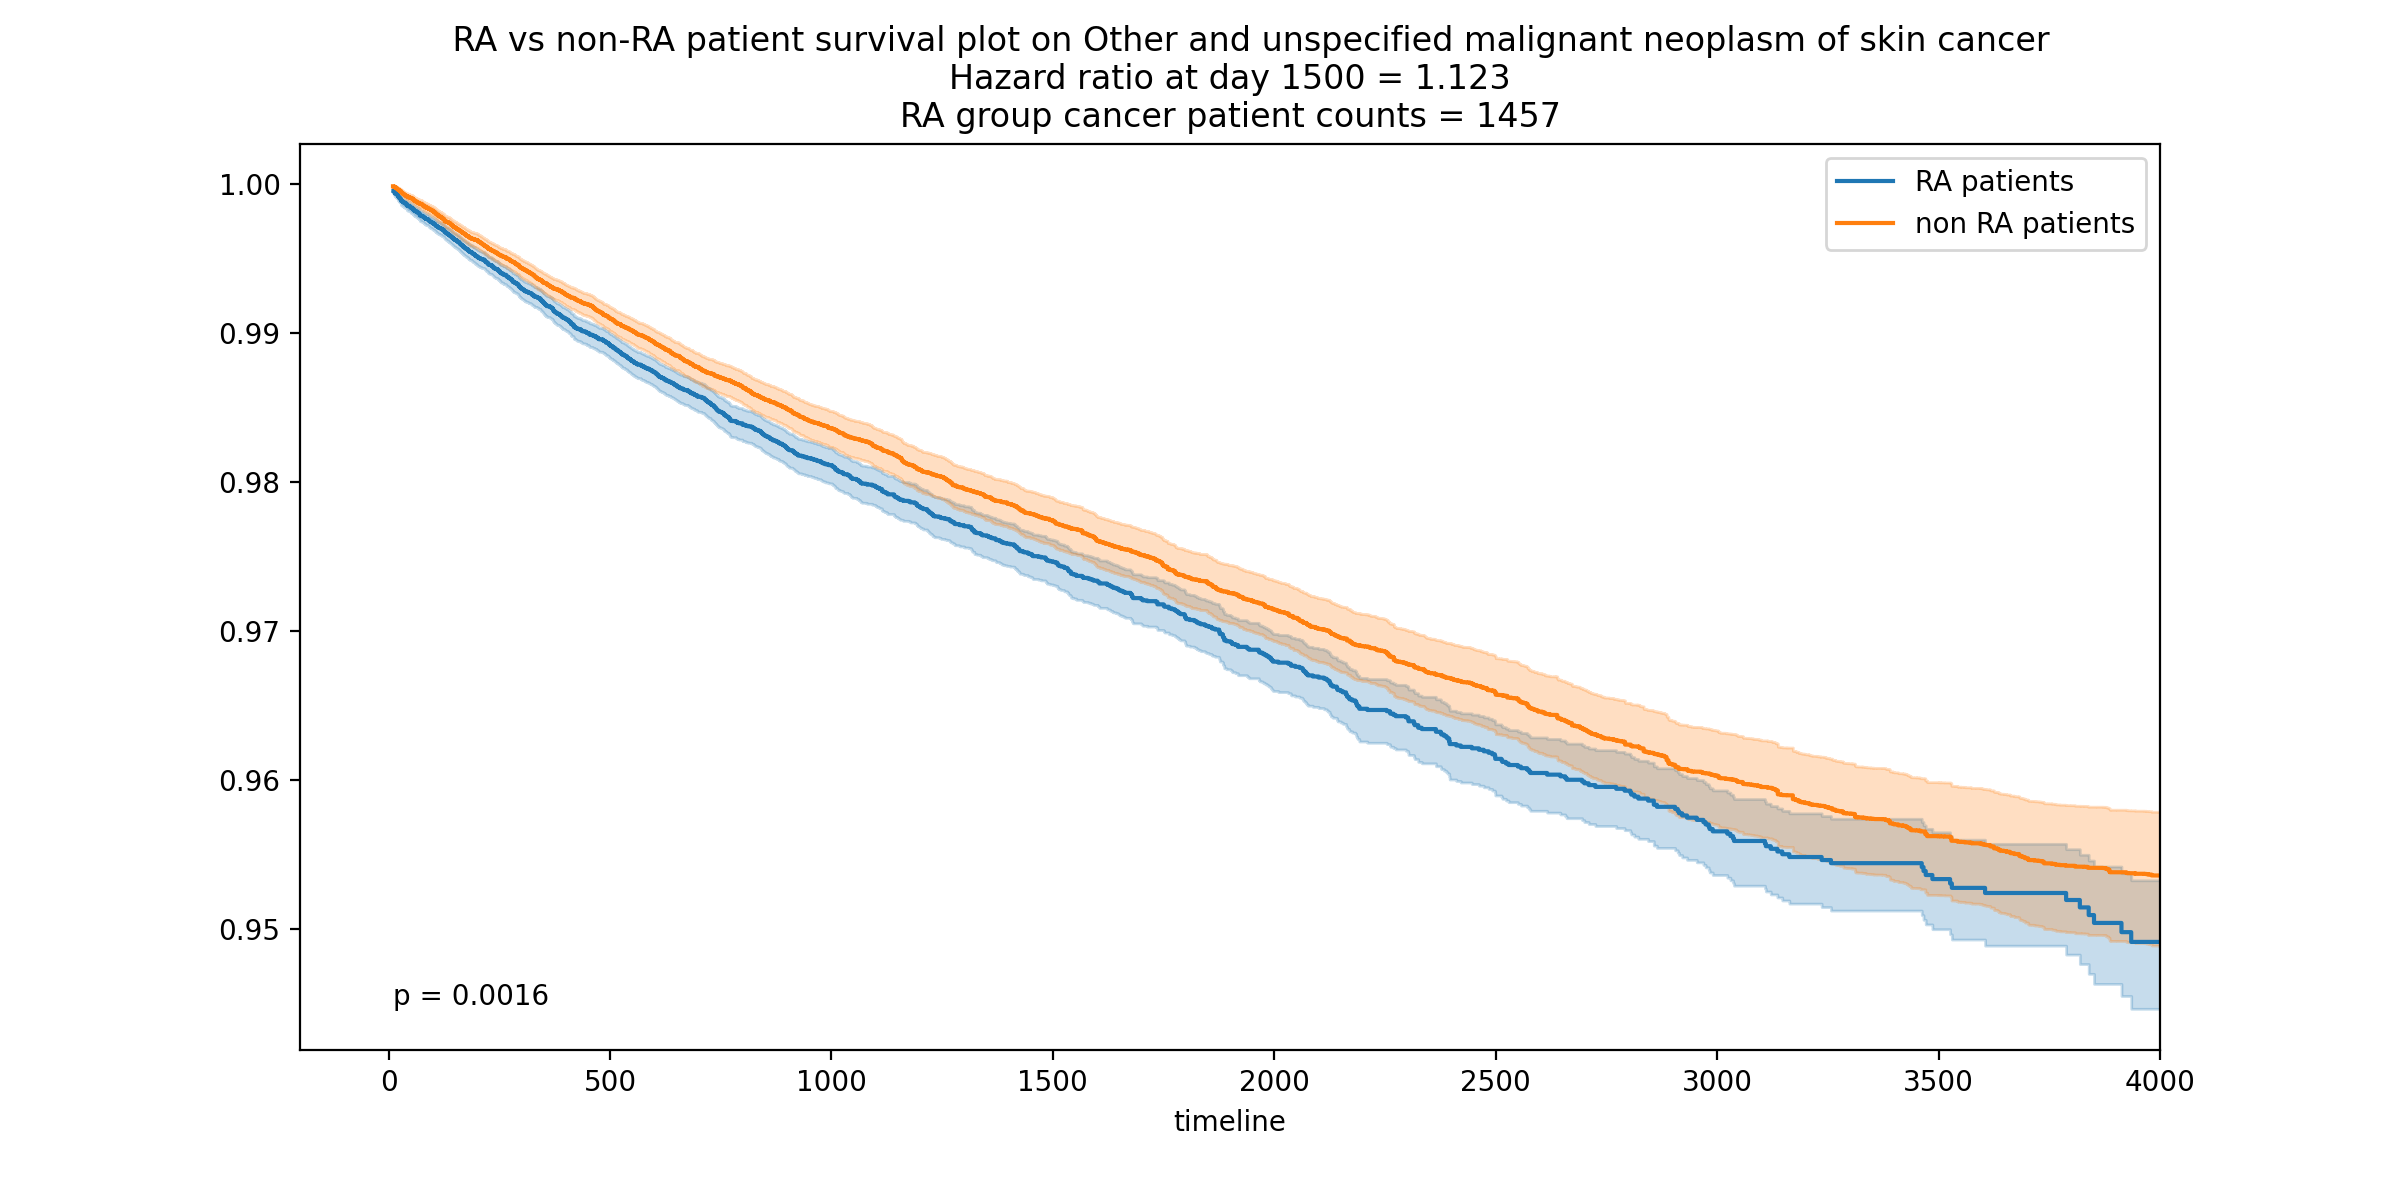 RA vs non-RA patient survival plot on Other and unspecified malignant neoplasm of skin cancer
Hazard ratio at day 1500 = 1.123
RA group cancer patient counts = 1457
RA patients
non RA patients
1.00
0.99
0.98
0.97
0.96
0.95
p = 0.0016
0 500 1000 1500 2000 2500 3000 3500 4000
timeline